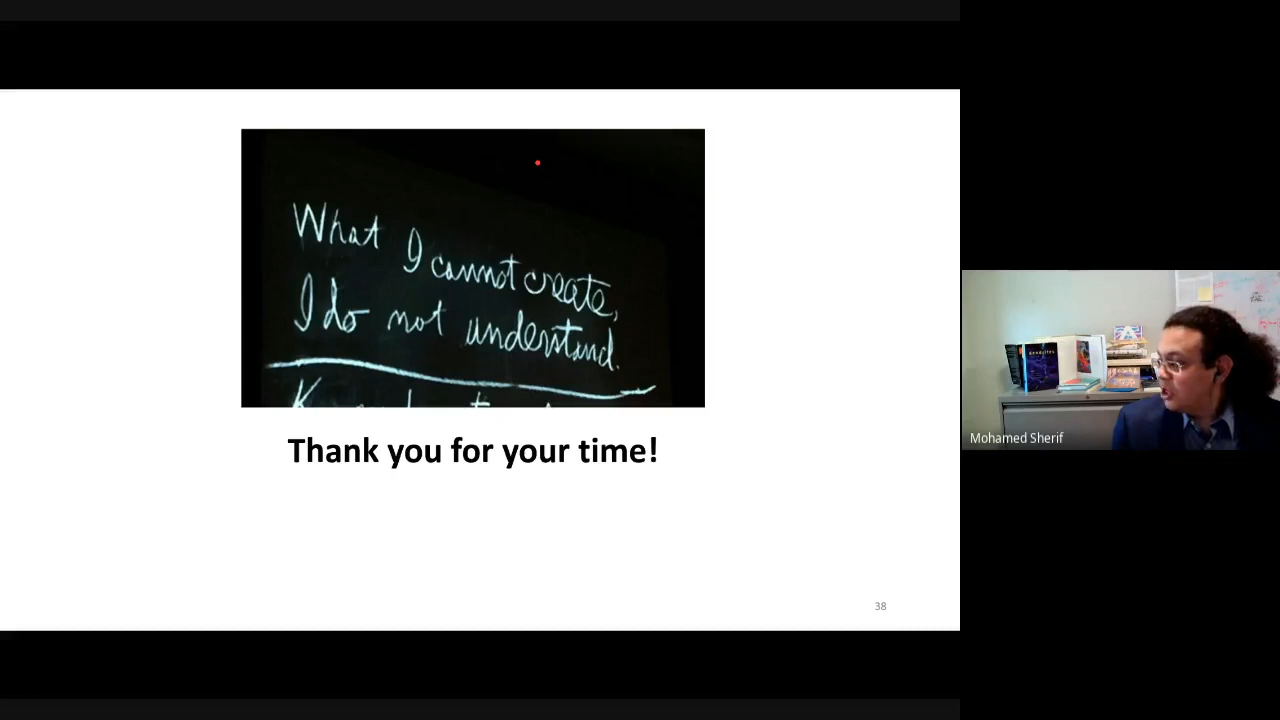 What I cannot create,
I do not understand.
Thank you for your time!
38
Mohamed Sherif